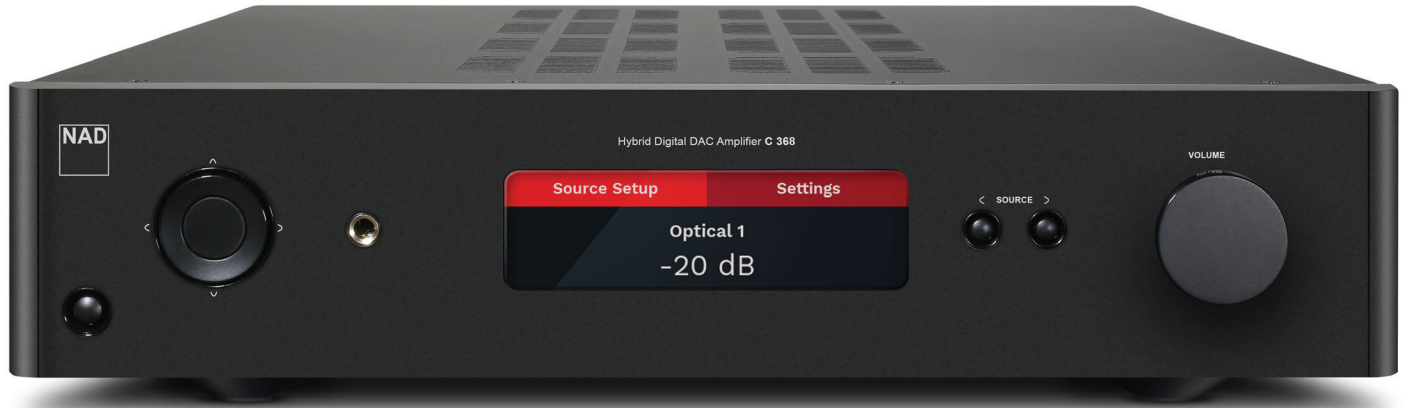 NAD
Hybrid Digital DAC Amplifier C 368
VOLUME
Source Setup
Settings
< SOURCE >
Optical 1
-20 dB